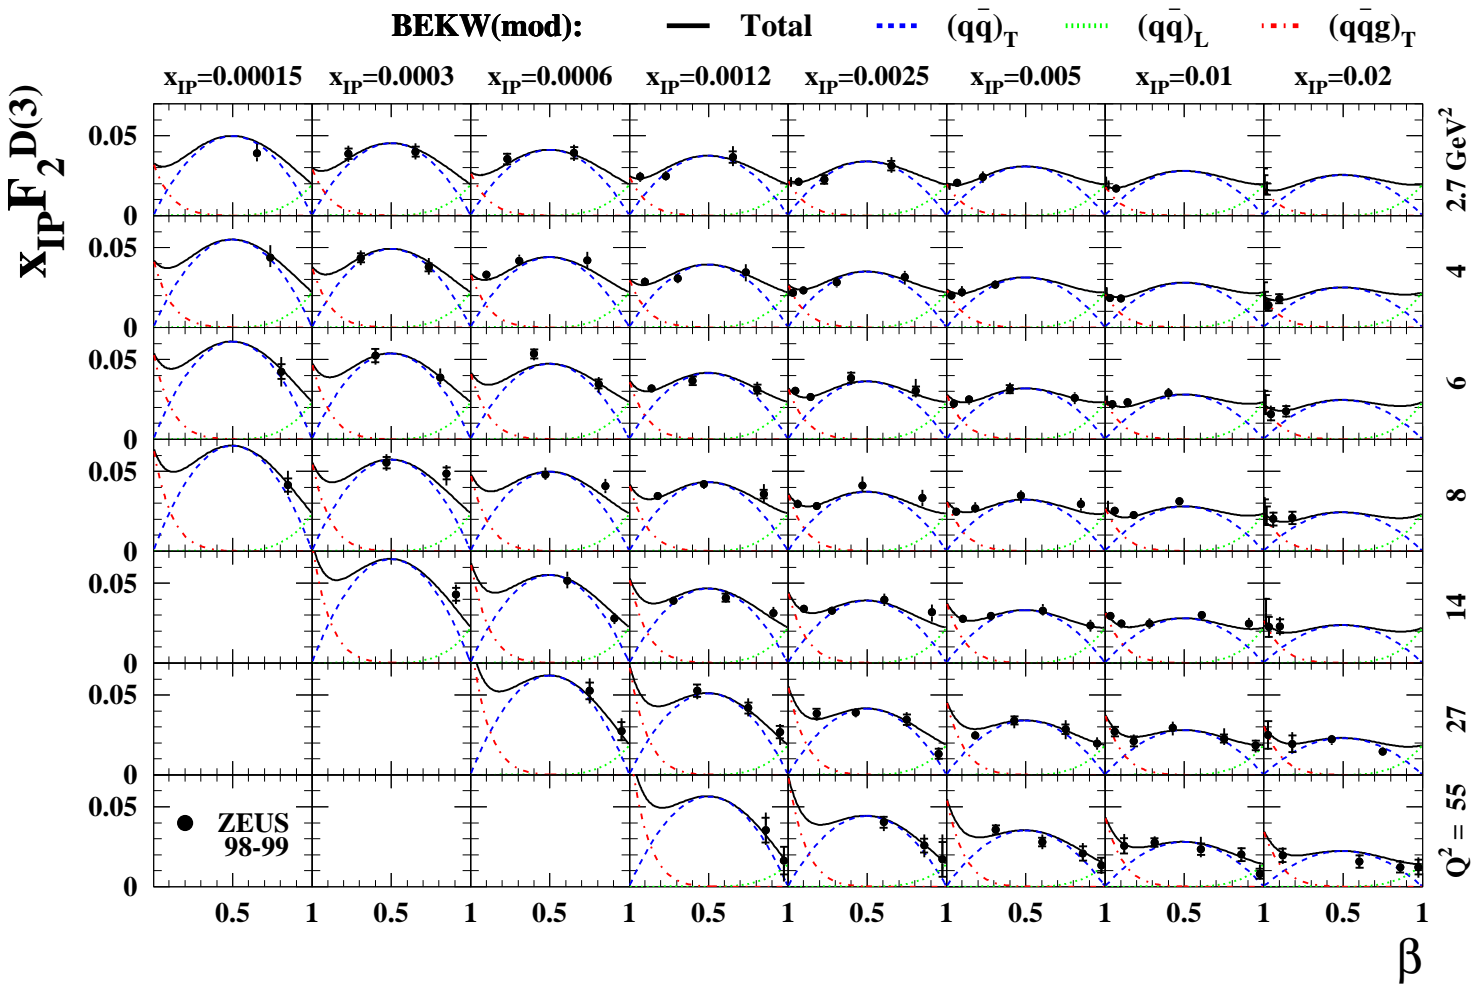 BEKW(mod): Total (qq̄)T (qq̄)L (qq̄g)T
xIP=0.00015 xIP=0.0003 xIP=0.0006 xIP=0.0012 xIP=0.0025 xIP=0.005 xIP=0.01 xIP=0.02
xIPF2D(3)
0.05
0
2.7 GeV2
0.05
0
4
0.05
0
6
0.05
0
8
0.05
0
14
0.05
0
27
0.05
0
Q2 = 55
ZEUS
98-99
0.5 1 0.5 1 0.5 1 0.5 1 0.5 1 0.5 1 0.5 1 0.5 1
β